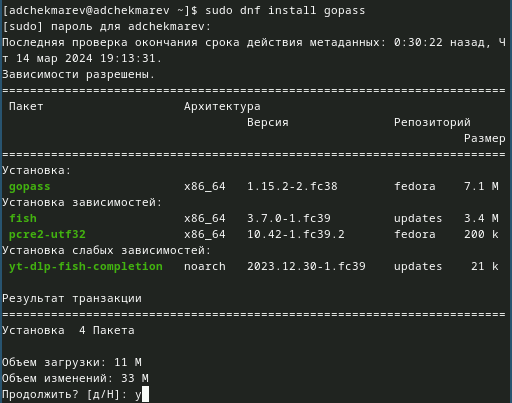 [adchekmarev@adchekmarev ~]$ sudo dnf install gopass
[sudo] пароль для adchekmarev:
Последняя проверка окончания срока действия метаданных: 0:30:22 назад, Ч
т 14 мар 2024 19:13:31.
Зависимости разрешены.
================================================================================
Пакет Архитектура
Версия Репозиторий
Размер
================================================================================
Установка:
gopass x86_64 1.15.2-2.fc38 fedora 7.1 M
Установка зависимостей:
fish x86_64 3.7.0-1.fc39 updates 3.4 M
pcre2-utf32 x86_64 10.42-1.fc39.2 fedora 200 k
Установка слабых зависимостей:
yt-dlp-fish-completion noarch 2023.12.30-1.fc39 updates 21 k
Результат транзакции
================================================================================
Установка 4 Пакета
Объем загрузки: 11 M
Объем изменений: 33 M
Продолжить? [д/Н]: y